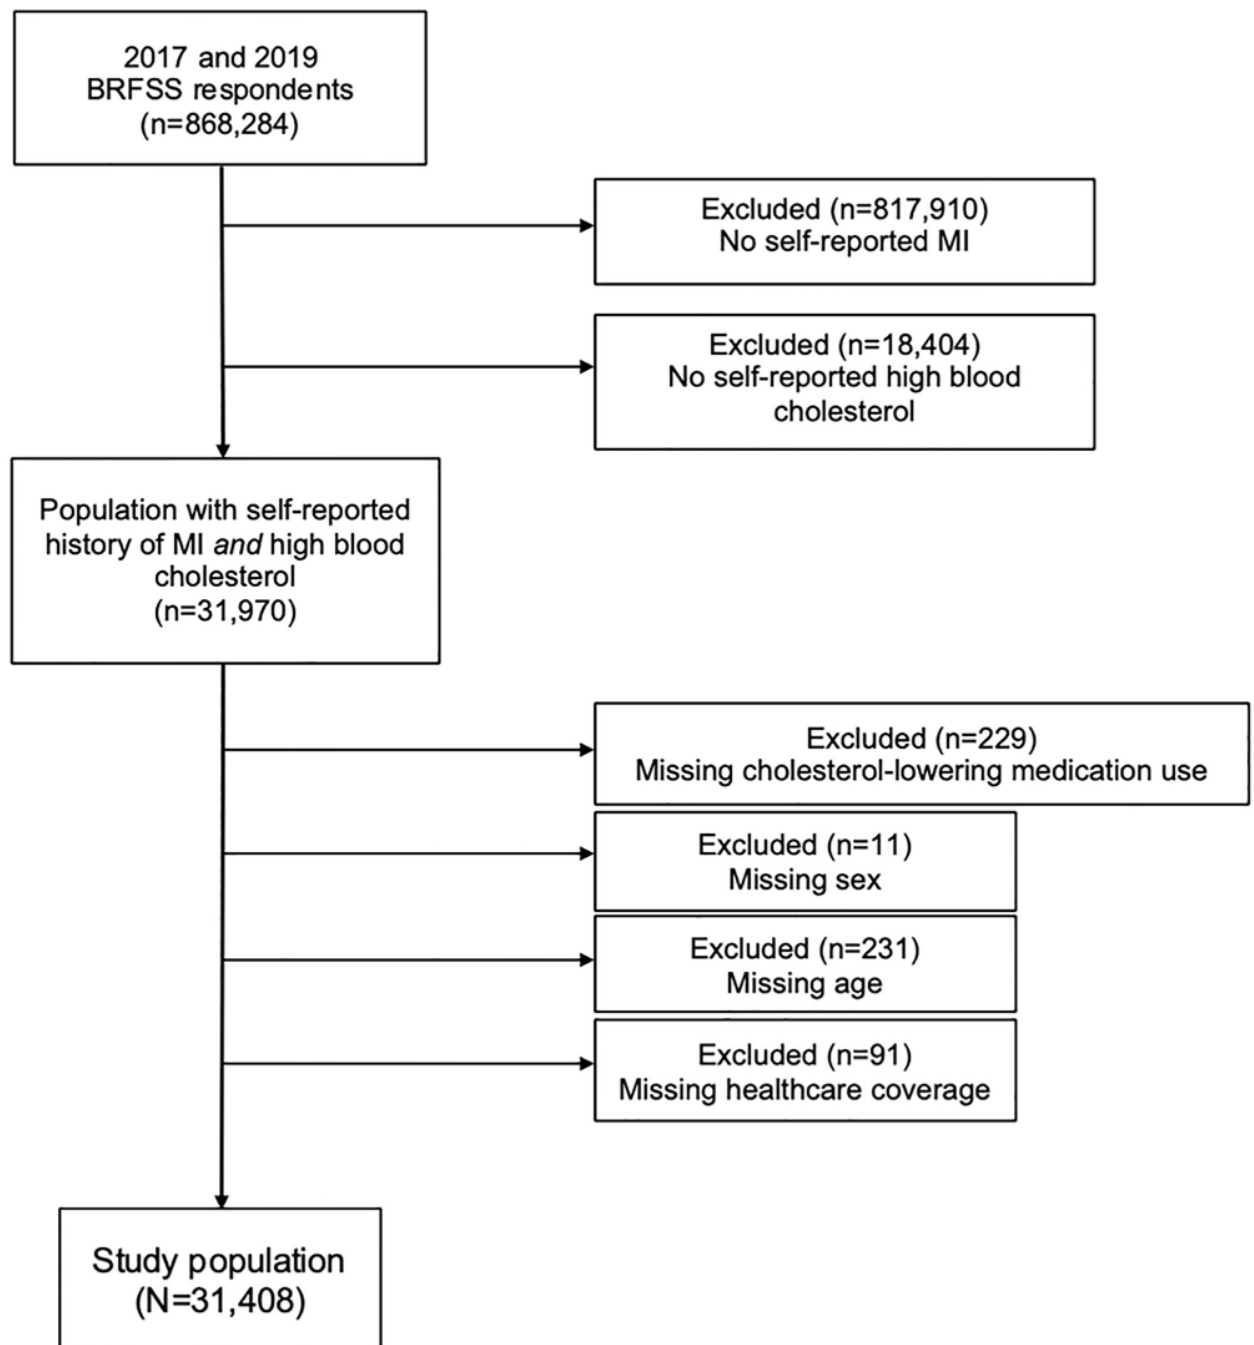 2017 and 2019
BRFSS respondents
(n=868,284)
Excluded (n=817,910)
No self-reported MI
Excluded (n=18,404)
No self-reported high blood
cholesterol
Population with self-reported
history of MI and high blood
cholesterol
(n=31,970)
Excluded (n=229)
Missing cholesterol-lowering medication use
Excluded (n=11)
Missing sex
Excluded (n=231)
Missing age
Excluded (n=91)
Missing healthcare coverage
Study population
(N=31,408)